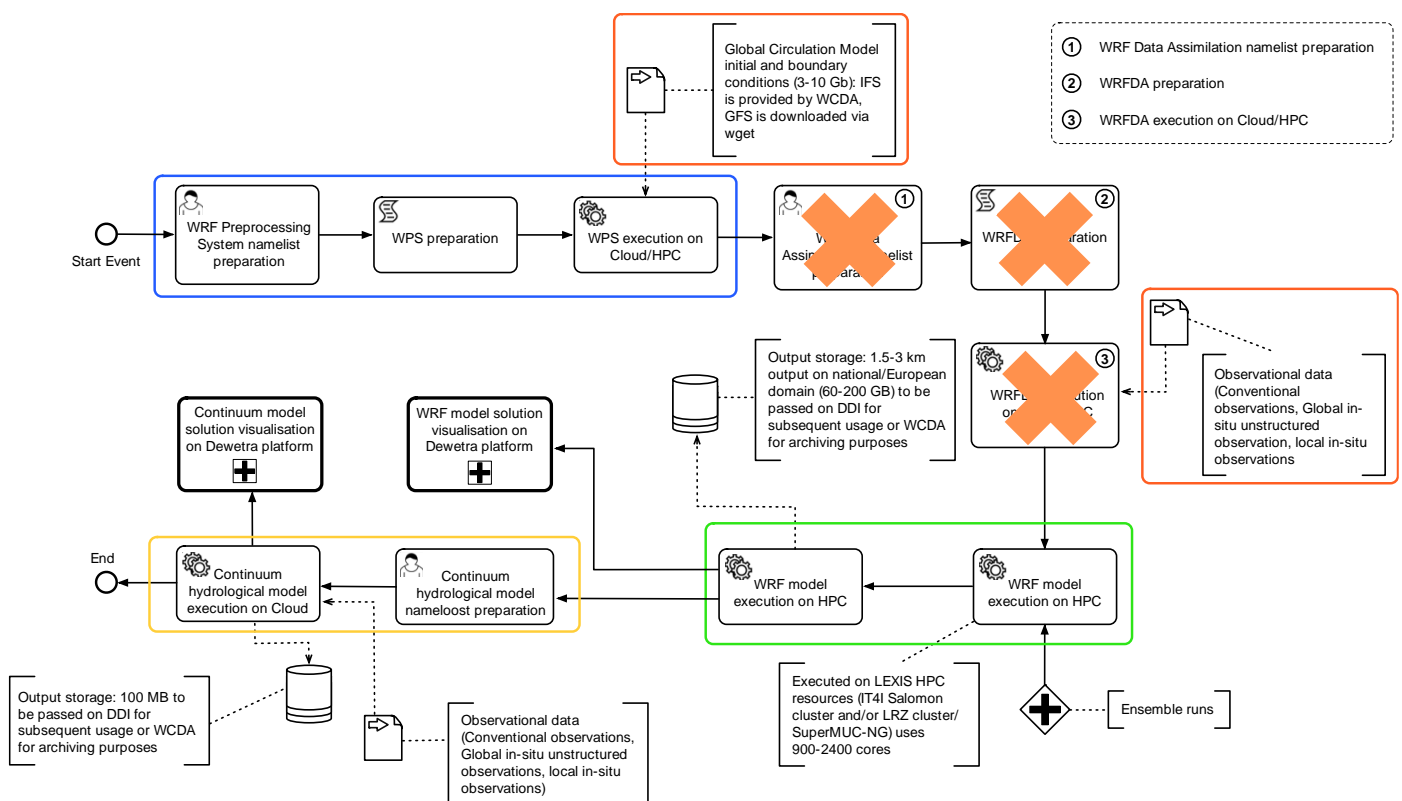 Global Circulation Model
initial and boundary
conditions (3-10 Gb): IFS
is provided by WCDA,
GFS is downloaded via
wget
1 WRF Data Assimilation namelist preparation
2 WRFDA preparation
3 WRFDA execution on Cloud/HPC
Start Event
WRF Preprocessing
System namelist
preparation
WPS preparation
WPS execution on
Cloud/HPC
1
2
3
Output storage: 1.5-3 km
output on national/European
domain (60-200 GB) to be
passed on DDI for
subsequent usage or WCDA
for archiving purposes
Observational data
(Conventional
observations, Global in-
situ unstructured
observation, local in-situ
observations
Continuum model
solution visualisation
on Dewetra platform
WRF model solution
visualisation on
Dewetra platform
End
Continuum
hydrological model
execution on Cloud
Continuum
hydrological model
nameloost preparation
WRF model
execution on HPC
WRF model
execution on HPC
Output storage: 100 MB to
be passed on DDI for
subsequent usage or WCDA
for archiving purposes
Observational data
(Conventional observations,
Global in-situ unstructured
observations, local in-situ
observations)
Executed on LEXIS HPC
resources (IT4I Salomon
cluster and/or LRZ cluster/
SuperMUC-NG) uses
900-2400 cores
Ensemble runs